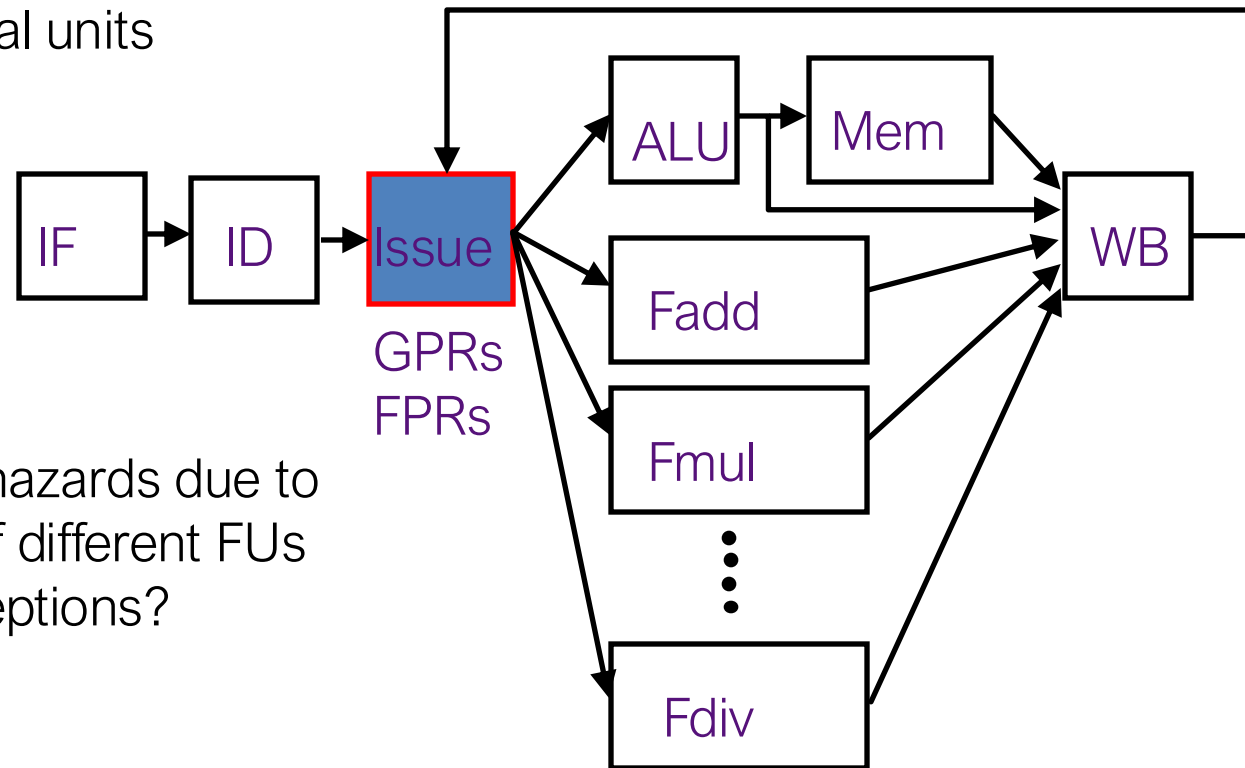 al units
ALU
Mem
IF
ID
Issue
WB
Fadd
GPRs
FPRs
Fmul
hazards due to
different FUs
eptions?
Fdiv